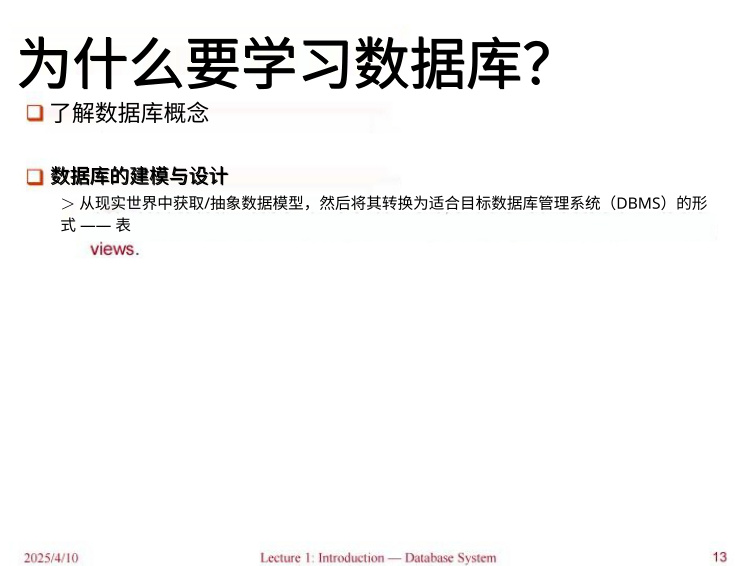 为什么要学习数据库？
❑ 了解数据库概念
❑ 数据库的建模与设计
＞ 从现实世界中获取/抽象数据模型，然后将其转换为适合目标数据库管理系统（DBMS）的形
式 —— 表
views.
2025/4/10 Lecture 1: Introduction — Database System 13